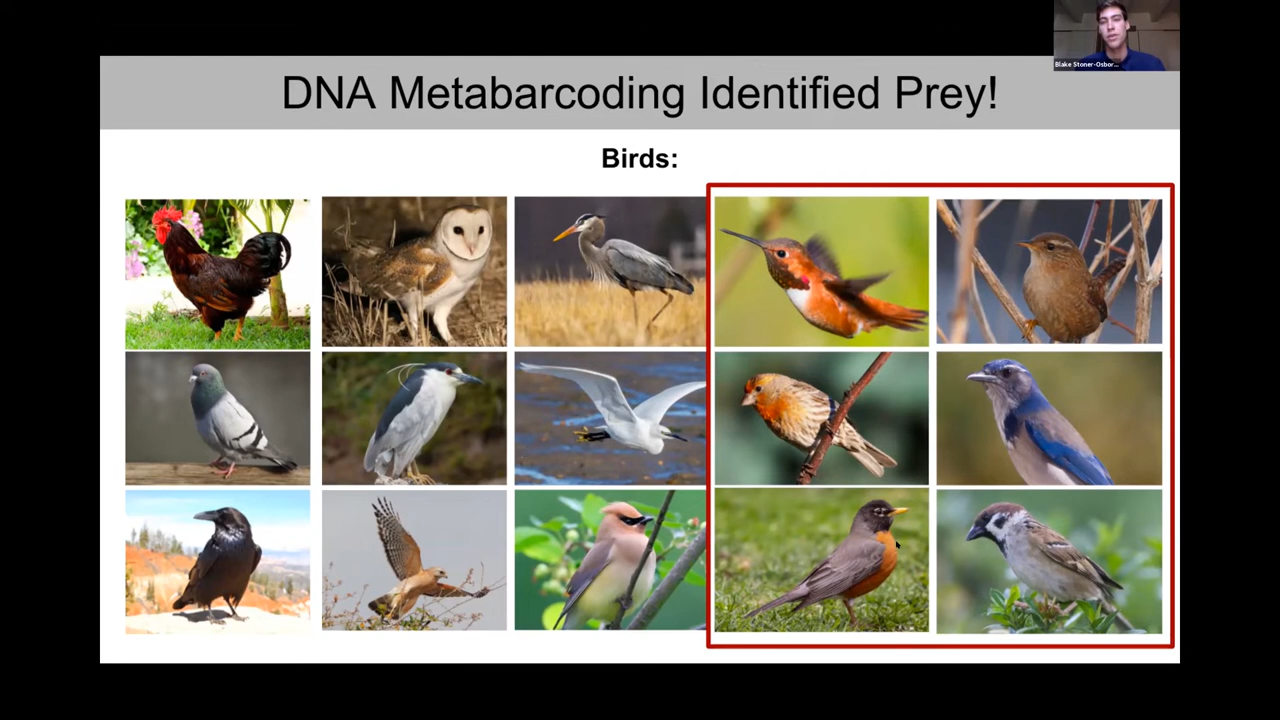 Blake Stoner-Osbor...
DNA Metabarcoding Identified Prey!
Birds: